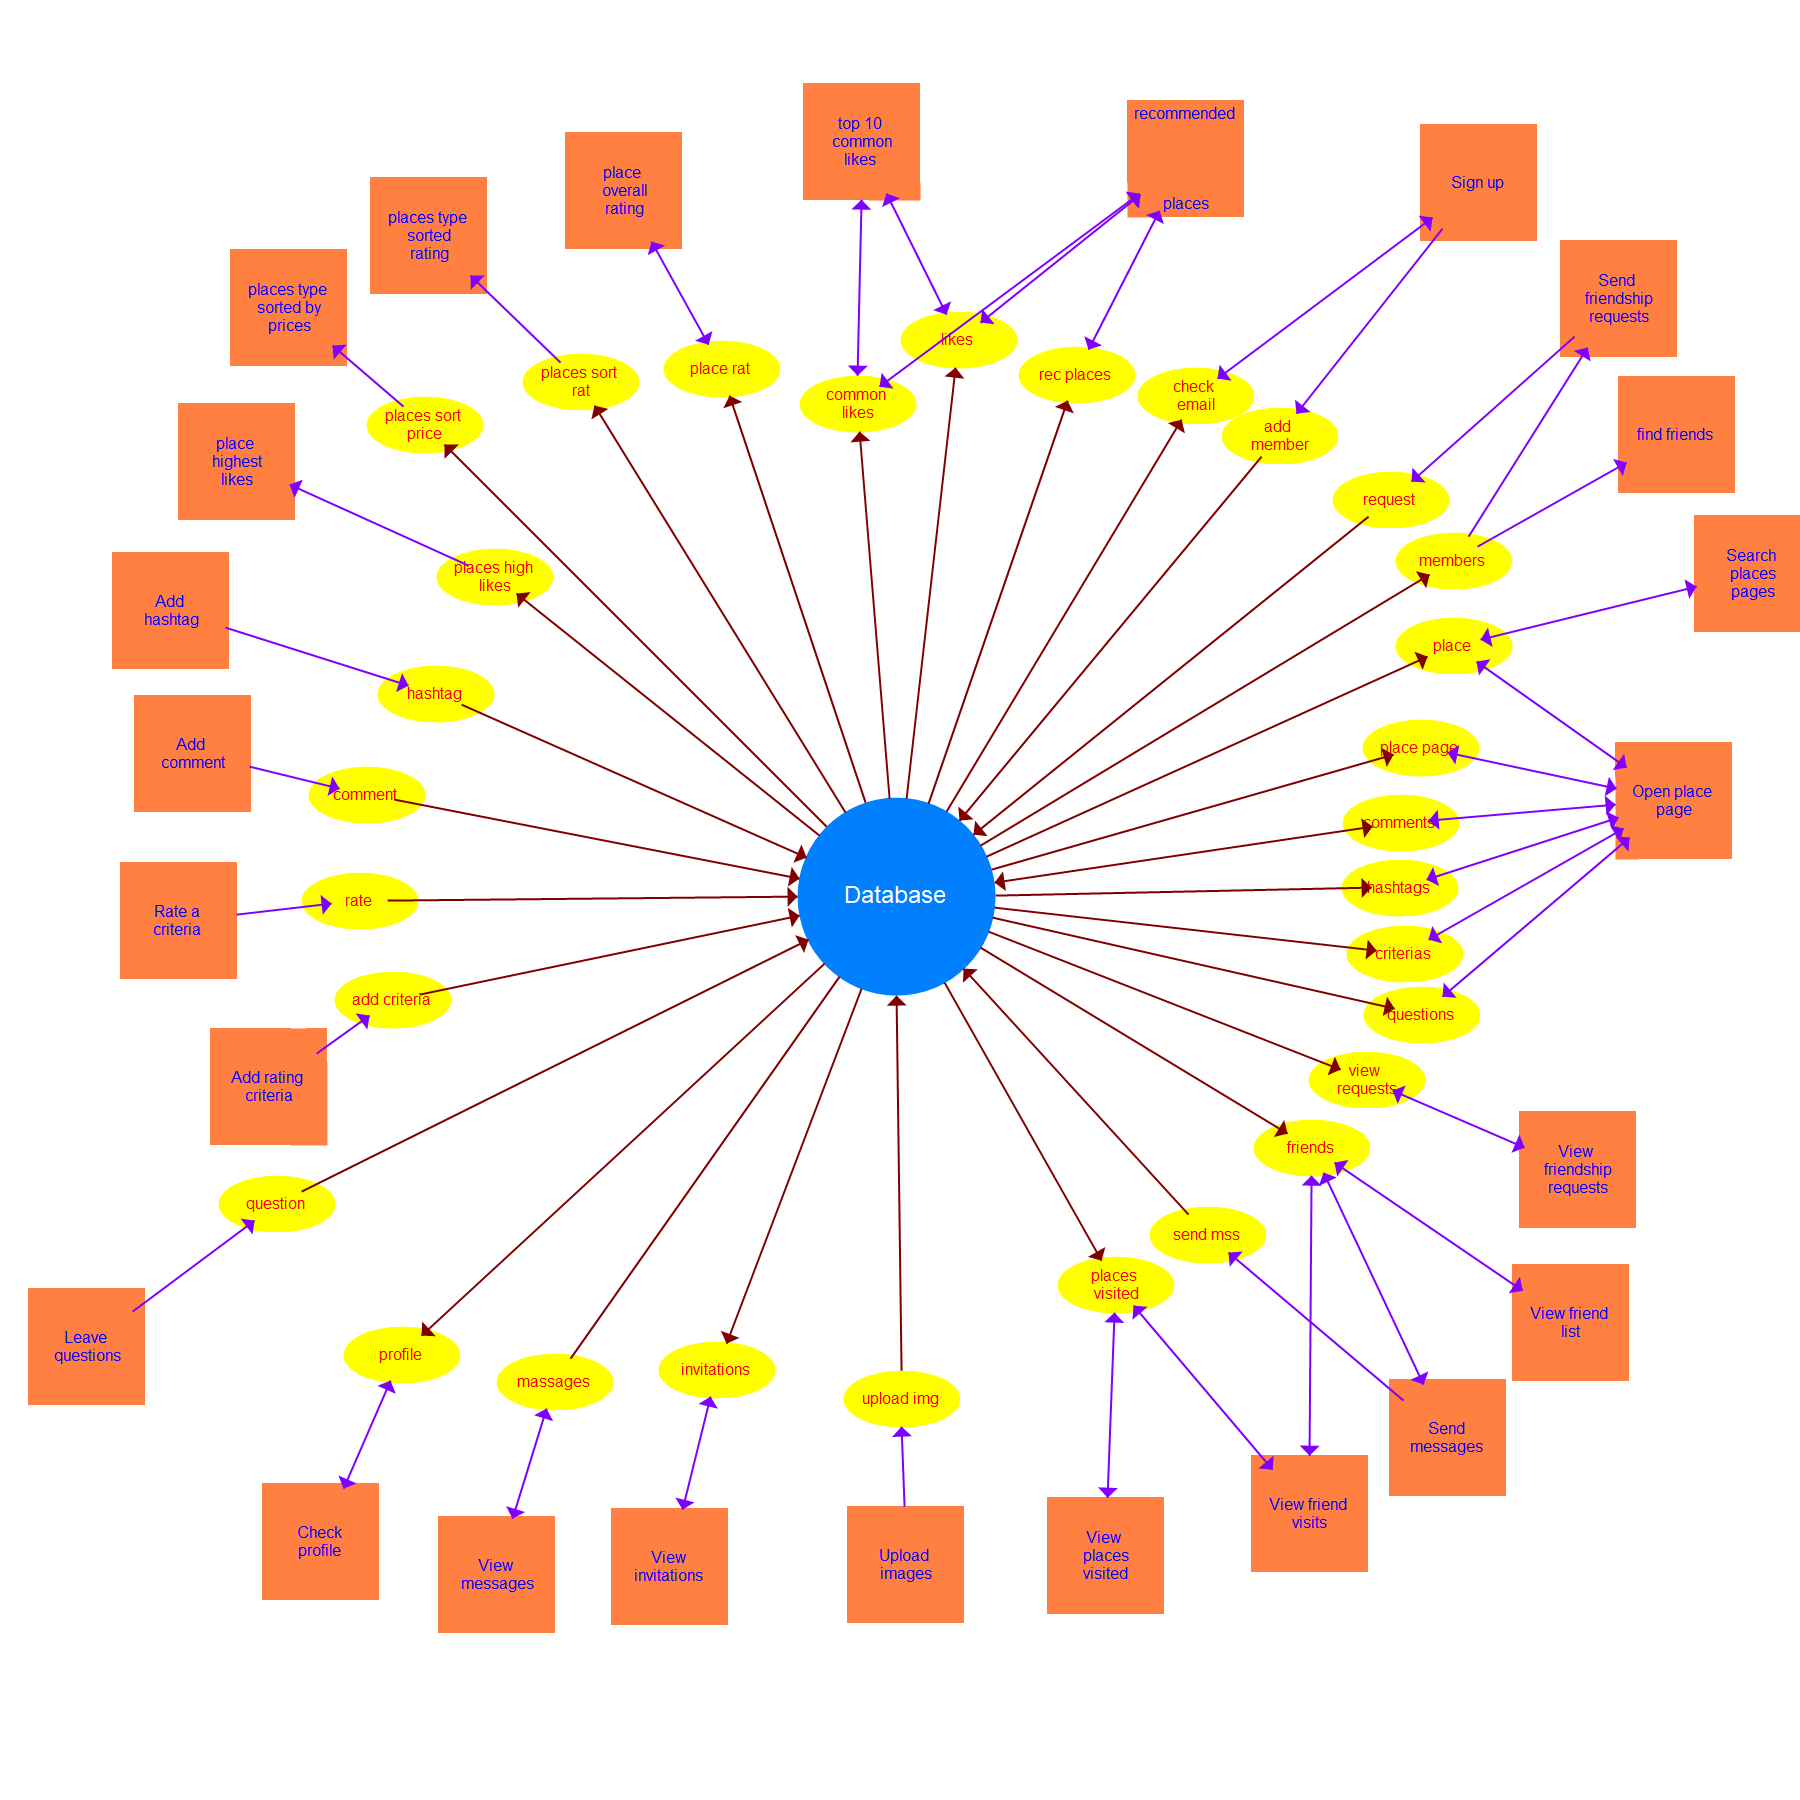 top 10
common
likes
recommended
places
Sign up
place
overall
rating
places type
sorted
rating
places type
sorted by
prices
Send
friendship
requests
find friends
place
highest
likes
Search
places
pages
Add
hashtag
Add
comment
Rate a
criteria
Add rating
criteria
Leave
questions
likes
rec places
place rat
places sort
rat
common
likes
check
email
add
member
places sort
price
request
members
places high
likes
place
hashtag
place page
comment
comments
rate
hashtags
Database
criterias
add criteria
questions
Open place
page
view
requests
friends
question
send mss
places
visited
profile
massages
invitations
upload img
View
friendship
requests
View friend
list
Send
messages
View friend
visits
View
places
visited
Upload
images
View
invitations
View
messages
Check
profile